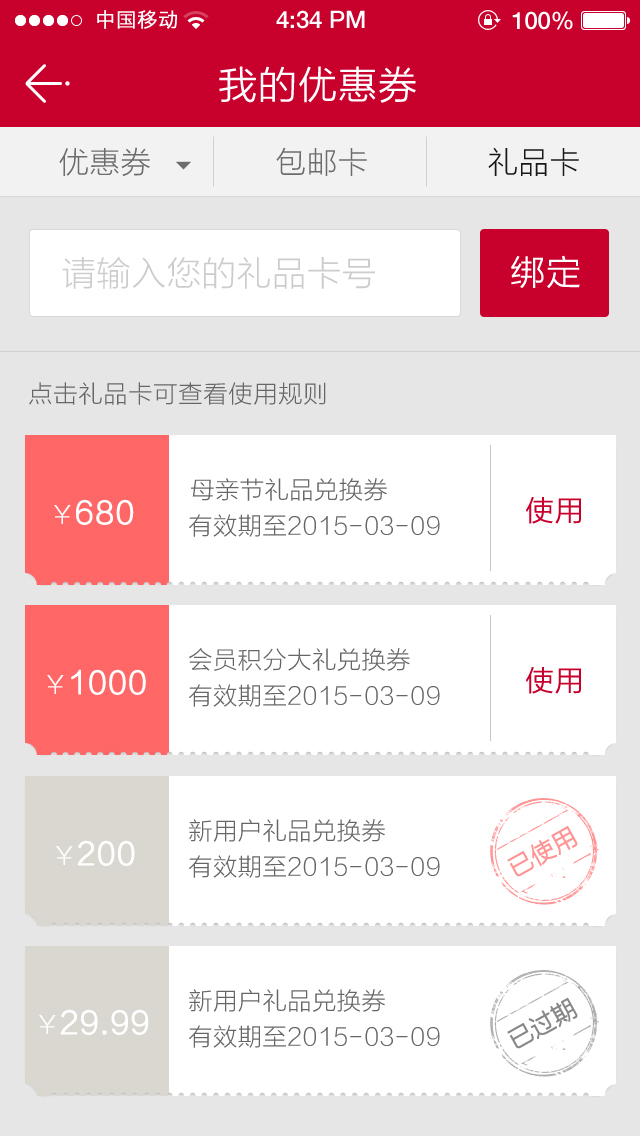 中国移动 4:34 PM 100%
我的优惠券
优惠券 包邮卡 礼品卡
请输入您的礼品卡号 绑定
点击礼品卡可查看使用规则
¥680
母亲节礼品兑换券
有效期至2015-03-09
使用
¥1000
会员积分大礼兑换券
有效期至2015-03-09
使用
¥200
新用户礼品兑换券
有效期至2015-03-09
已使用
¥29.99
新用户礼品兑换券
有效期至2015-03-09
已过期